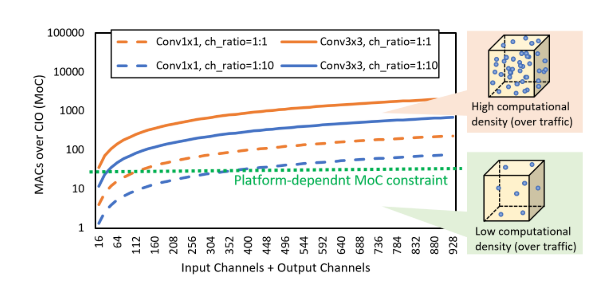 100000
10000
1000
100
10
1
MACs over CIO (MoC)
Conv1x1, ch_ratio=1:1
Conv3x3, ch_ratio=1:1
Conv1x1, ch_ratio=1:10
Conv3x3, ch_ratio=1:10
Platform-dependnt MoC constraint
16 64 112 160 208 256 304 352 400 448 496 544 592 640 688 736 784 832 880 928
Input Channels + Output Channels
High computational
density (over traffic)
Low computational
density (over traffic)